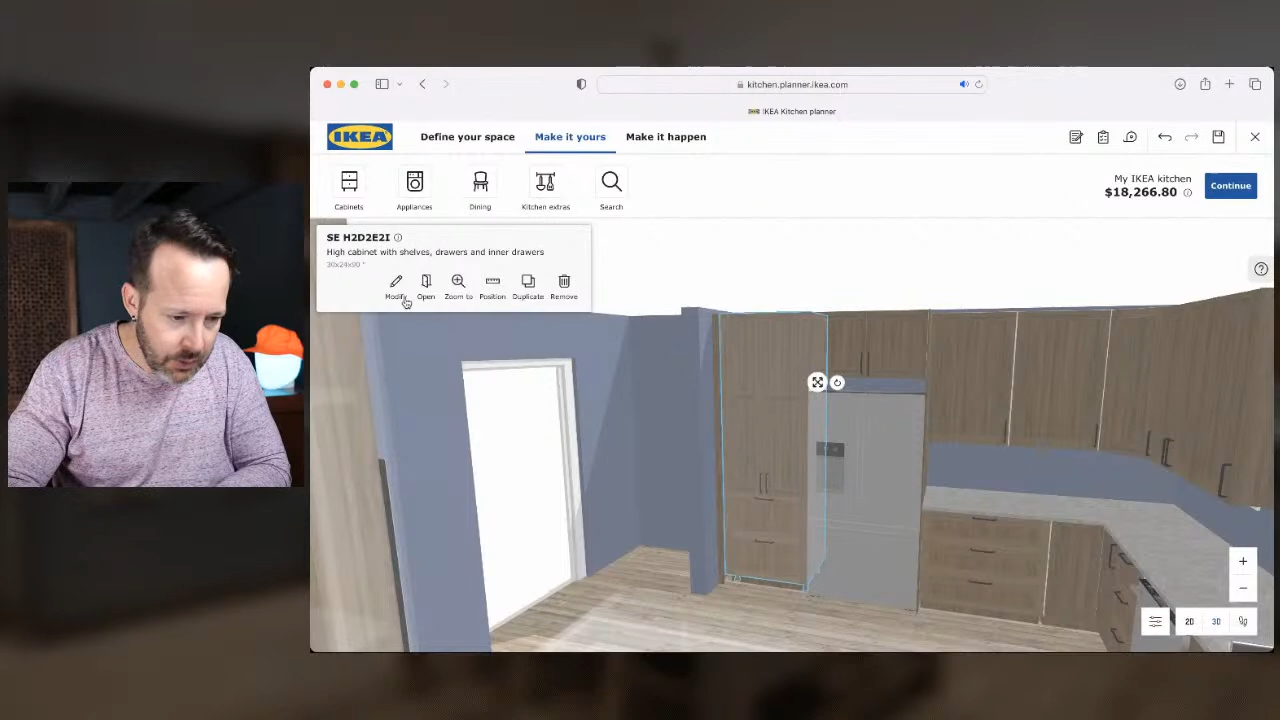 kitchen.planner.ikea.com
IKEA Kitchen planner
IKEA
Define your space
Make it yours
Make it happen
Cabinets
Appliances
Dining
Kitchen extras
Search
My IKEA kitchen
$18,266.80
Continue
SE H2D2E2I
High cabinet with shelves, drawers and inner drawers
30x24x90 "
Modify
Open
Zoom to
Position
Duplicate
Remove
2D
3D